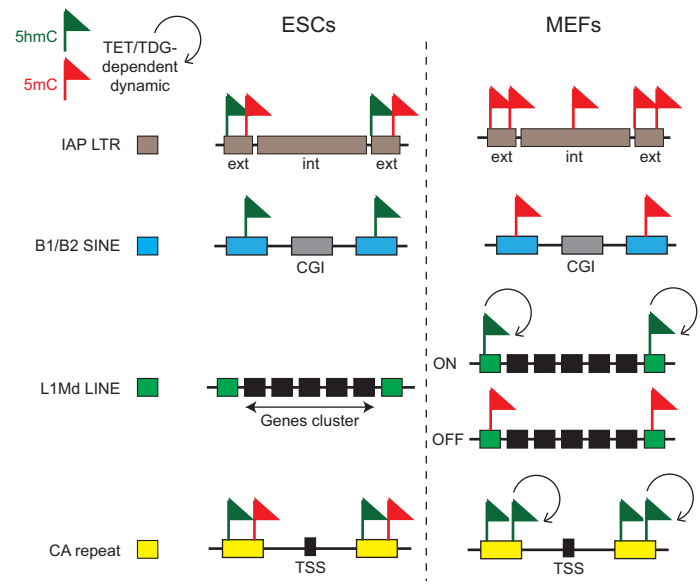 ESCs
MEFs
5hmC
5mC
TET/TDG-
dependent
dynamic
IAP LTR
ext
int
ext
ext
int
ext
B1/B2 SINE
CGI
CGI
ON
L1Md LINE
Genes cluster
OFF
CA repeat
TSS
TSS